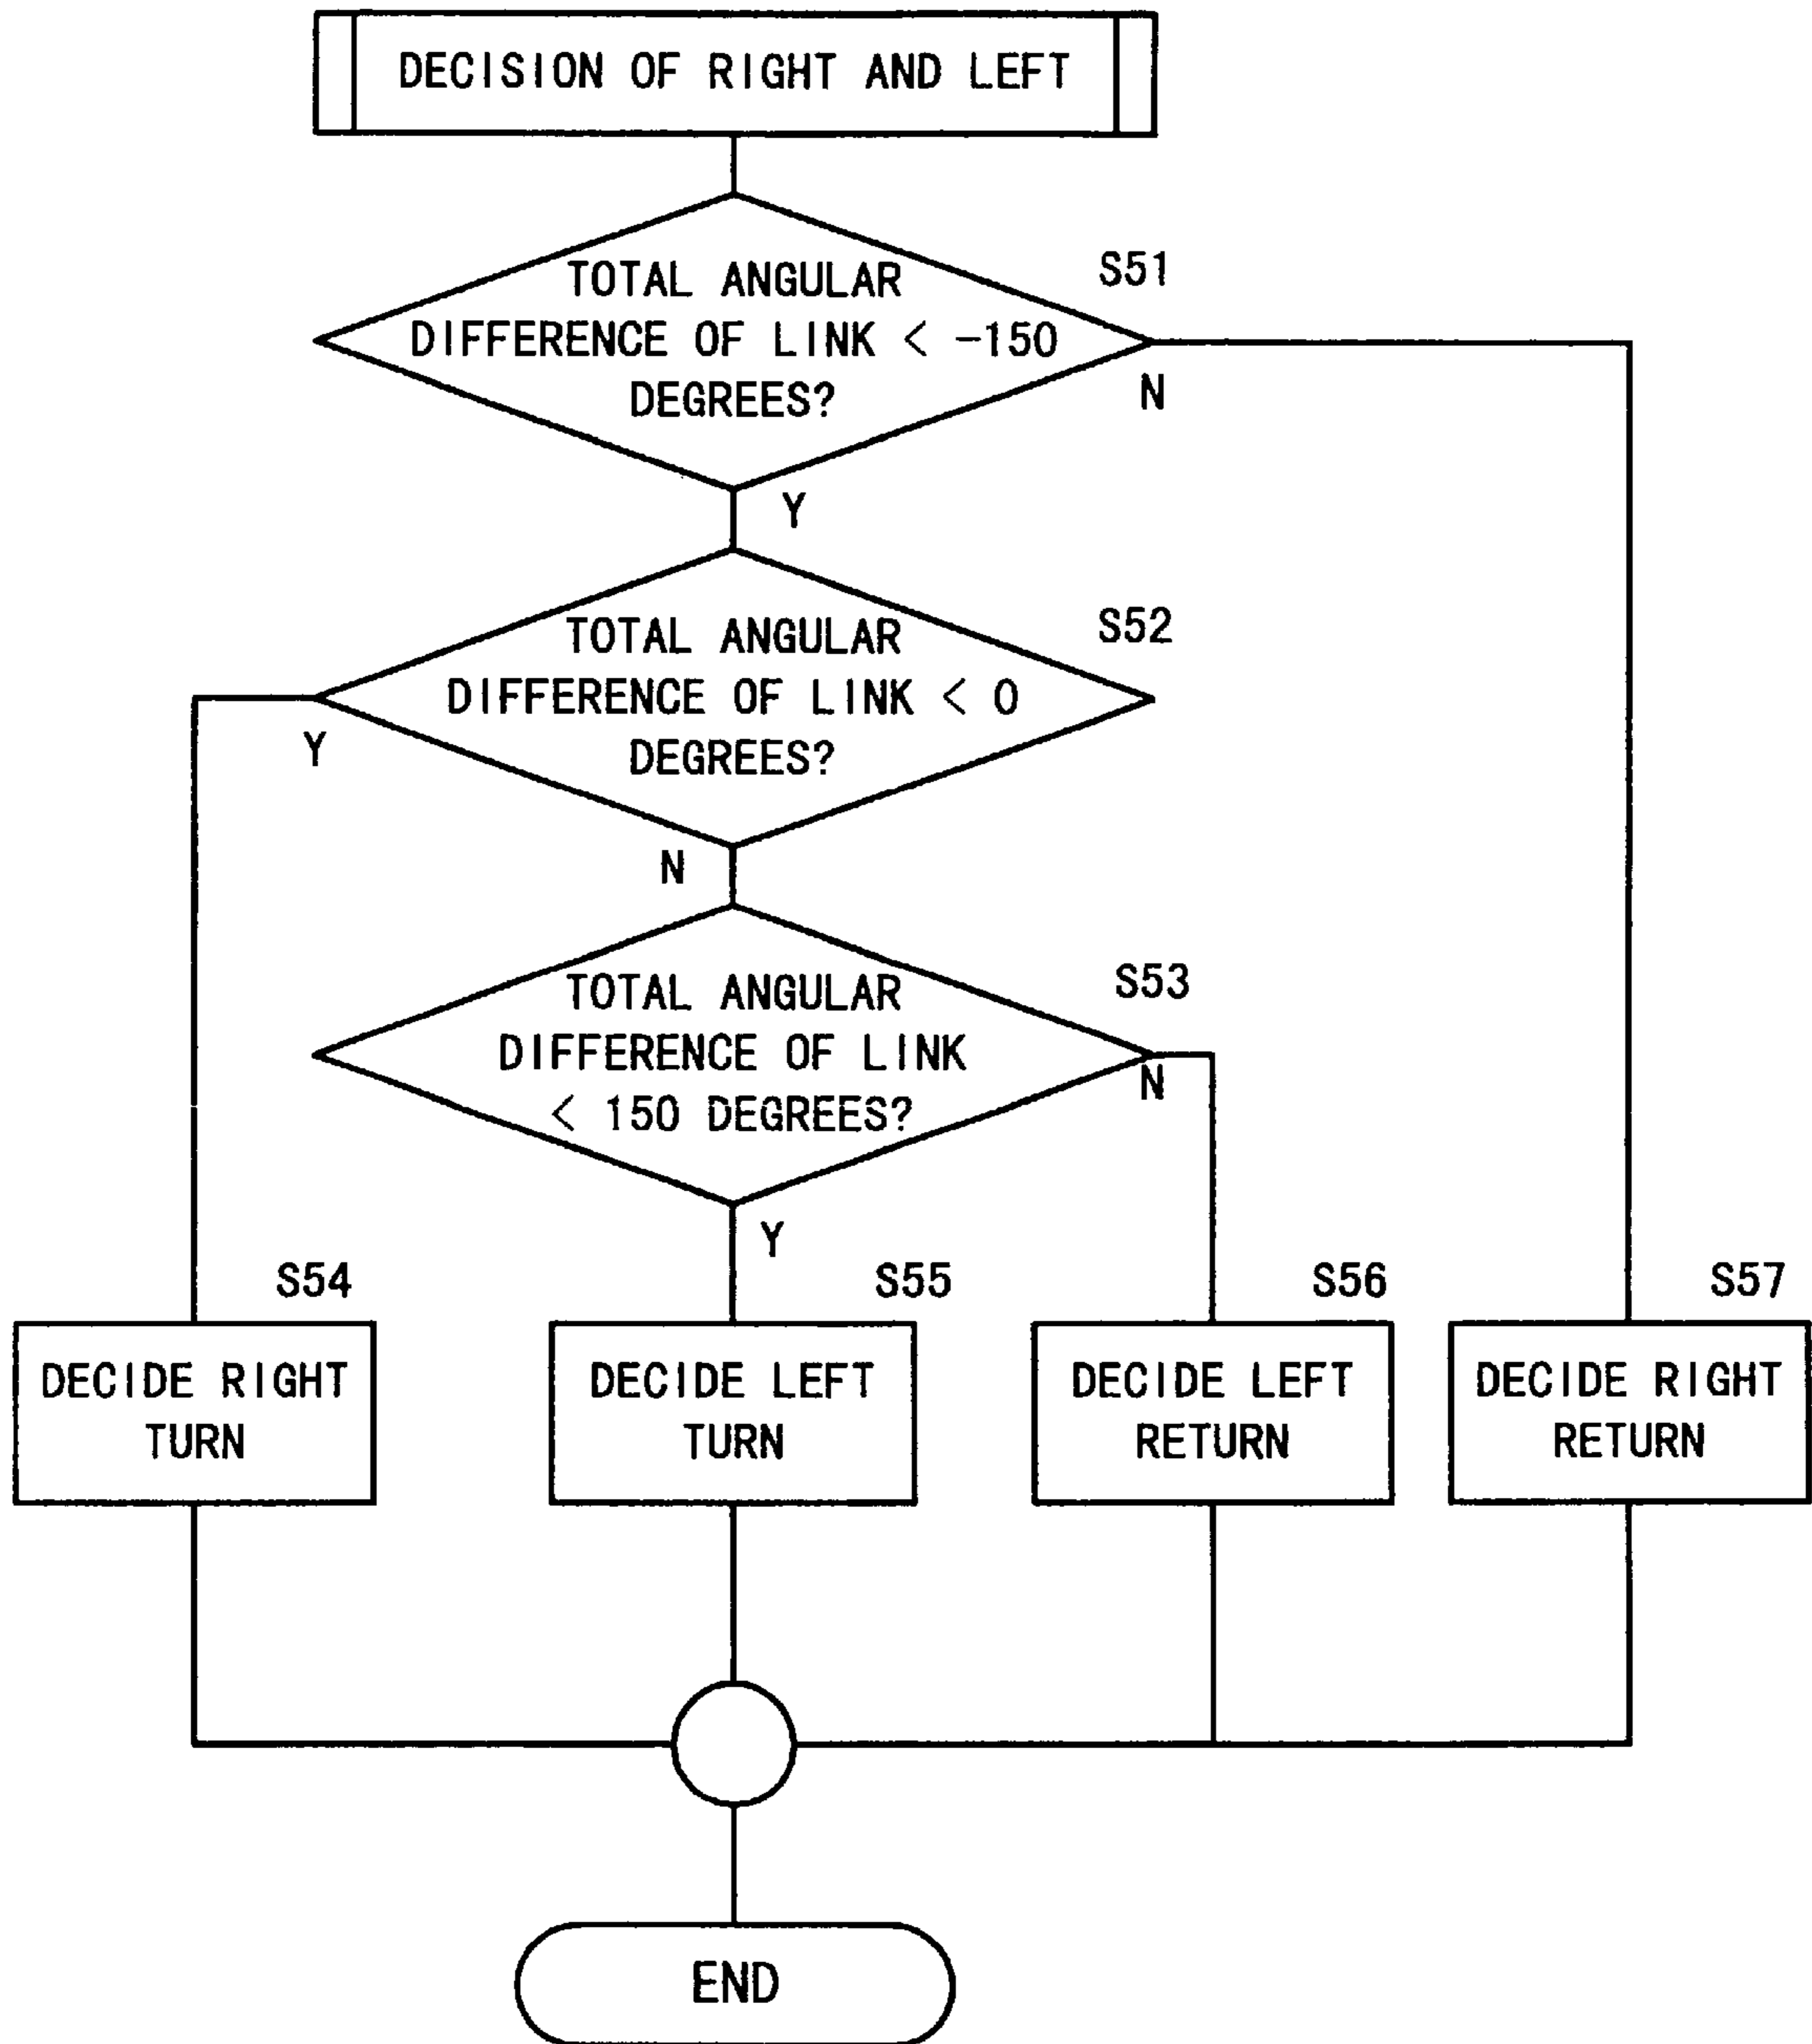 DECISION OF RIGHT AND LEFT
S51
TOTAL ANGULAR
DIFFERENCE OF LINK < -150
DEGREES?
N
Y
S52
TOTAL ANGULAR
DIFFERENCE OF LINK < 0
DEGREES?
Y
N
S53
TOTAL ANGULAR
DIFFERENCE OF LINK
< 150 DEGREES?
N
Y
S54
DECIDE RIGHT
TURN
S55
DECIDE LEFT
TURN
S56
DECIDE LEFT
RETURN
S57
DECIDE RIGHT
RETURN
END